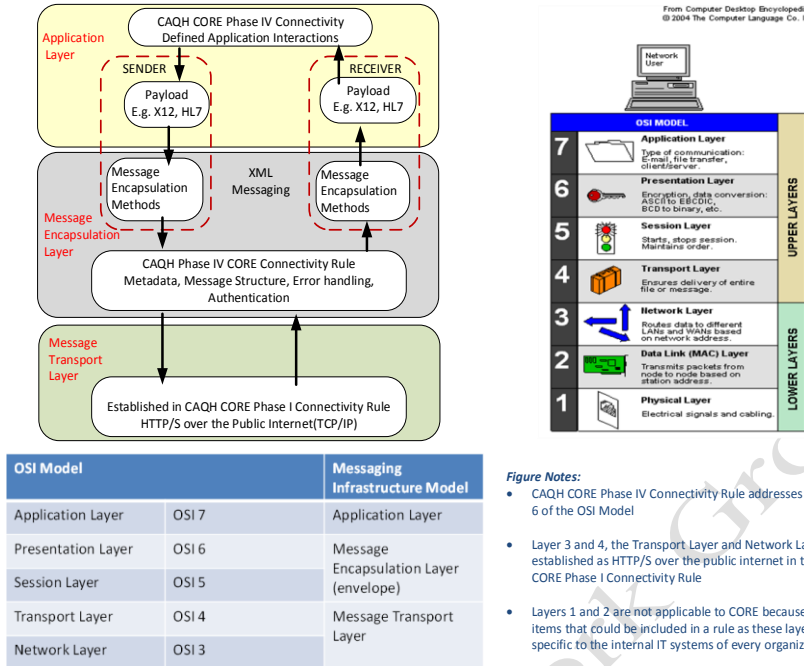 From Computer Desktop Encyclopedi
© 2004 The Computer Language Co.
Application
Layer
CAQH CORE Phase IV Connectivity
Defined Application Interactions
SENDER
RECEIVER
Payload
E.g. X12, HL7
Payload
E.g. X12, HL7
Message
Encapsulation
Methods
XML
Messaging
Message
Encapsulation
Methods
Message
Encapsulation
Layer
CAQH Phase IV CORE Connectivity Rule
Metadata, Message Structure, Error handling,
Authentication
Message
Transport
Layer
Established in CAQH CORE Phase I Connectivity Rule
HTTP/S over the Public Internet(TCP/IP)
Network
User
OSI MODEL
7
Application Layer
Type of communication:
E-mail, file transfer,
client/server.
6
Presentation Layer
Encryption, data conversion:
ASCII to EBCDIC,
BCD to binary, etc.
5
Session Layer
Starts, stops session.
Maintains order.
4
Transport Layer
Ensures delivery of entire
file or message.
3
Network Layer
Routes data to different
LANs and WANs based
on network address.
2
Data Link (MAC) Layer
Transmits packets from
node to node based on
station address.
1
Physical Layer
Electrical signals and cabling.
UPPER LAYERS
LOWER LAYERS
OSI Model
Messaging
Infrastructure Model
Application Layer OSI 7 Application Layer
Presentation Layer OSI 6 Message
Encapsulation Layer
Session Layer OSI 5 (envelope)
Transport Layer OSI 4 Message Transport
Layer
Network Layer OSI 3
Figure Notes:
• CAQH CORE Phase IV Connectivity Rule addresses
6 of the OSI Model
• Layer 3 and 4, the Transport Layer and Network La
established as HTTP/S over the public internet in t
CORE Phase I Connectivity Rule
• Layers 1 and 2 are not applicable to CORE because
items that could be included in a rule as these laye
specific to the internal IT systems of every organiz
ork Gro